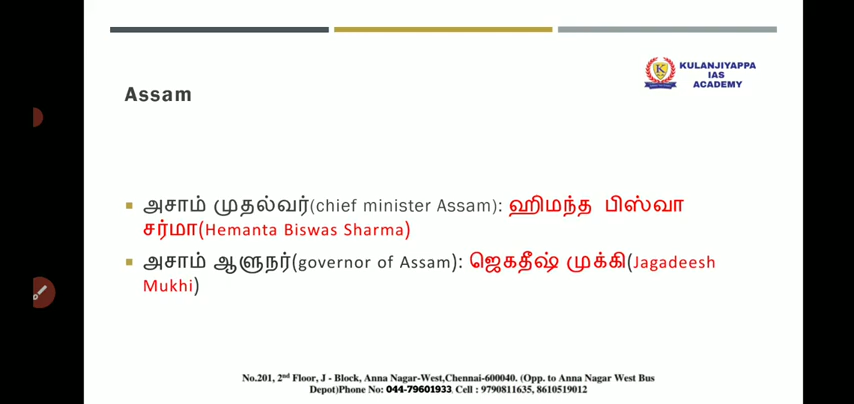 KULANJIYAPPA
IAS
ACADEMY
Assam
அசாம் முதல்வர்(chief minister Assam): ஹிமந்த பிஸ்வா
சர்மா(Hemanta Biswas Sharma)
அசாம் ஆளுநர்(governor of Assam): ஜெகதீஷ் முக்கி(Jagadeesh
Mukhi)
No.201, 2nd Floor, J - Block, Anna Nagar-West,Chennai-600040. (Opp. to Anna Nagar West Bus
Depot)Phone No: 044-79601933, Cell : 9790811635, 8610519012